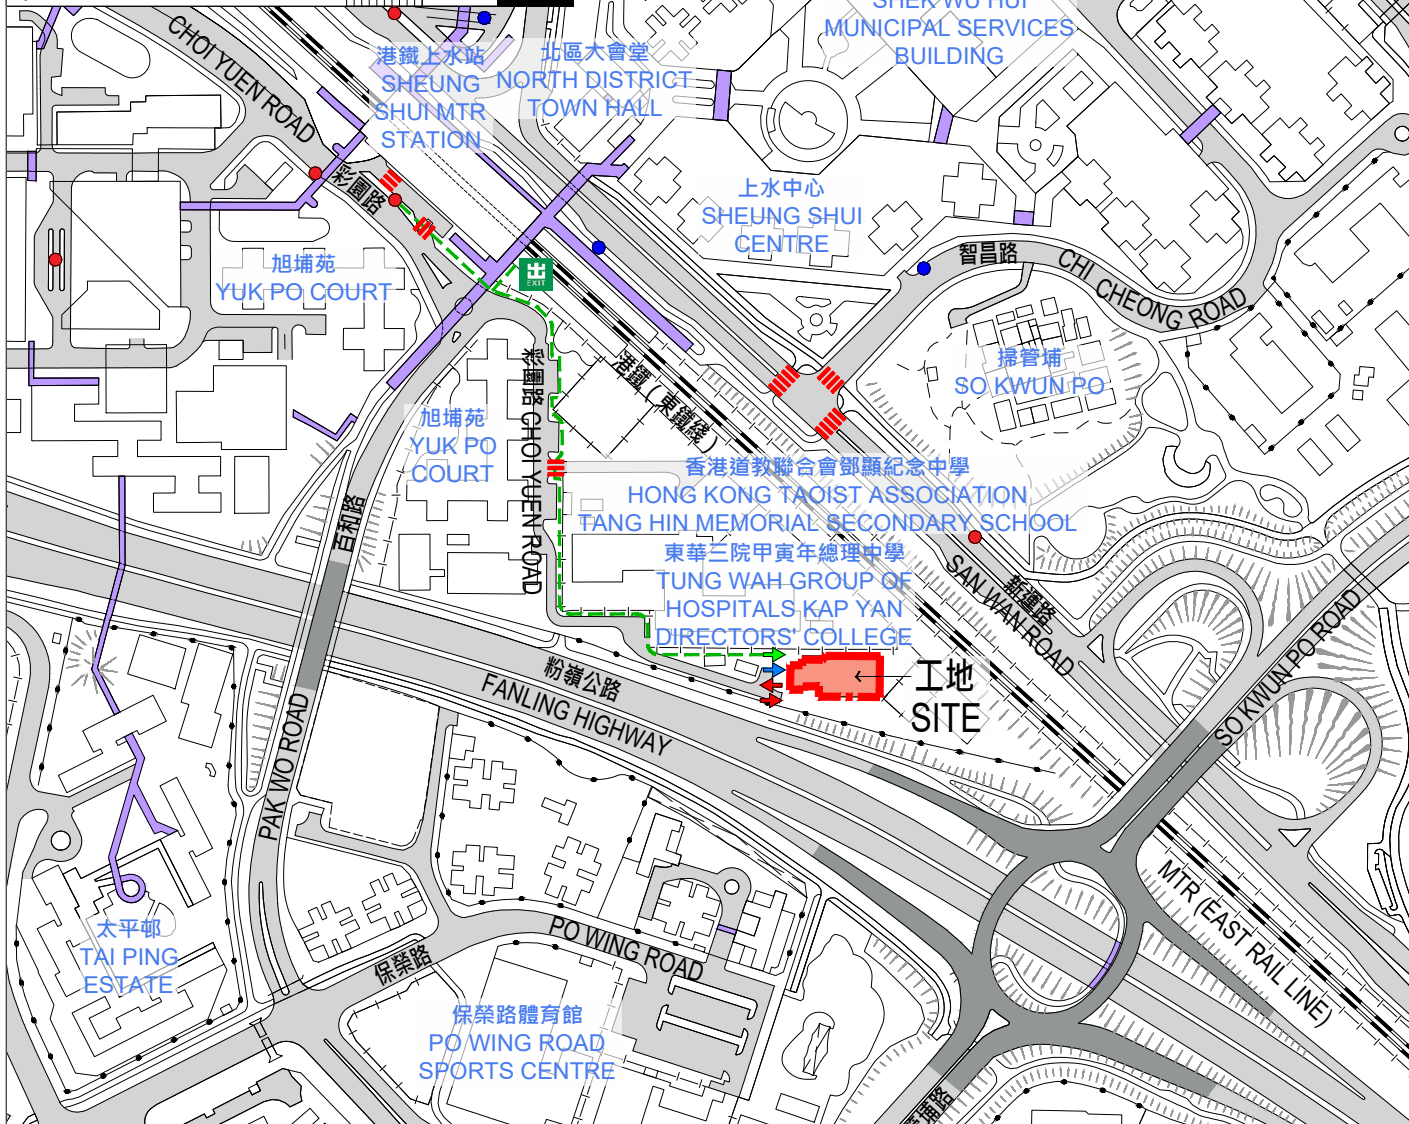 SHEK WU HUI
MUNICIPAL SERVICES
BUILDING
CHOI YUEN ROAD
港鐵上水站
SHEUNG
SHUI MTR
STATION
北區大會堂
NORTH DISTRICT
TOWN HALL
彩園路
上水中心
SHEUNG SHUI
CENTRE
旭埔苑
YUK PO COURT
出
EXIT
智昌路
CHI CHEONG ROAD
掃管埔
SO KWUN PO
港鐵（東鐵綫）
彩園路 CHOI YUEN ROAD
旭埔苑
YUK PO
COURT
香港道教聯合會鄧顯紀念中學
HONG KONG TAOIST ASSOCIATION
TANG HIN MEMORIAL SECONDARY SCHOOL
東華三院甲寅年總理中學
TUNG WAH GROUP OF
HOSPITALS KAP YAN
DIRECTORS' COLLEGE
百和路
新運路
SAN WAN ROAD
SO KWUN PO ROAD
粉嶺公路
FANLING HIGHWAY
工地
SITE
PAK WO ROAD
MTR (EAST RAIL LINE)
太平邨
TAI PING
ESTATE
保榮路
PO WING ROAD
保榮路體育館
PO WING ROAD
SPORTS CENTRE
埔路